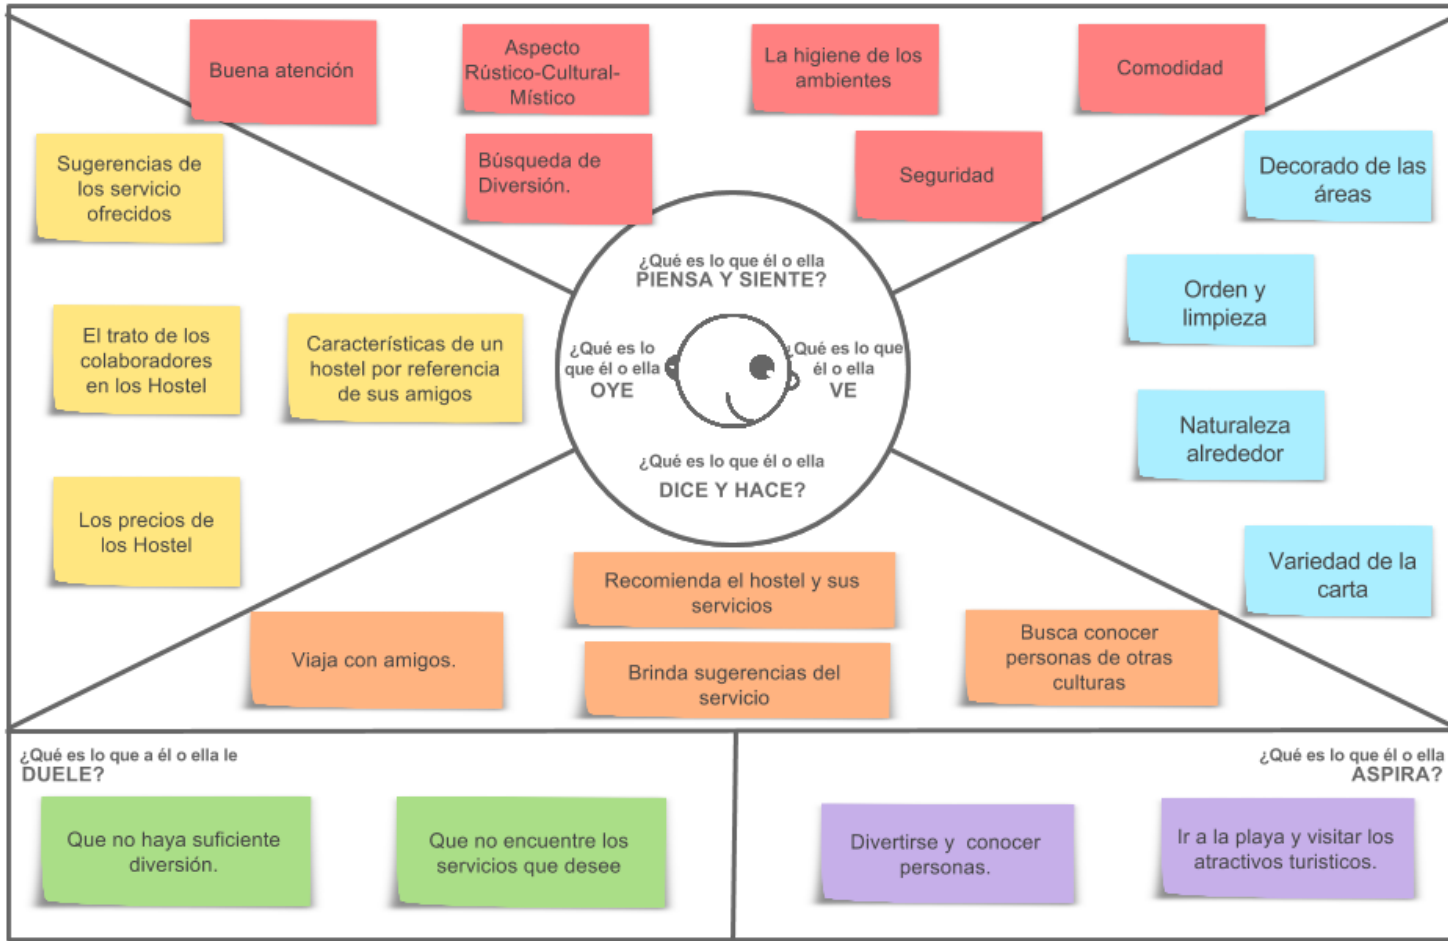 Buena atención
Aspecto
Rústico-Cultural-
Místico
La higiene de los
ambientes
Comodidad
Búsqueda de
Diversión.
Seguridad
Sugerencias de
los servicio
ofrecidos
El trato de los
colaboradores
en los Hostel
Características de un
hostel por referencia
de sus amigos
Los precios de
los Hostel
¿Qué es lo que él o ella
PIENSA Y SIENTE?
¿Qué es lo
que él o ella
OYE
¿Qué es lo que
él o ella
VE
¿Qué es lo que él o ella
DICE Y HACE?
Decorado de las
áreas
Orden y
limpieza
Naturaleza
alrededor
Variedad de la
carta
Viaja con amigos.
Recomienda el hostel y sus
servicios
Brinda sugerencias del
servicio
Busca conocer
personas de otras
culturas
¿Qué es lo que a él o ella le
DUELE?
Que no haya suficiente
diversión.
Que no encuentre los
servicios que desee
¿Qué es lo que él o ella
ASPIRA?
Divertirse y  conocer
personas.
Ir a la playa y visitar los
atractivos turisticos.